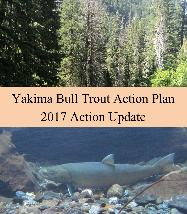 Yakima Bull Trout Action Plan
2017 Action Update